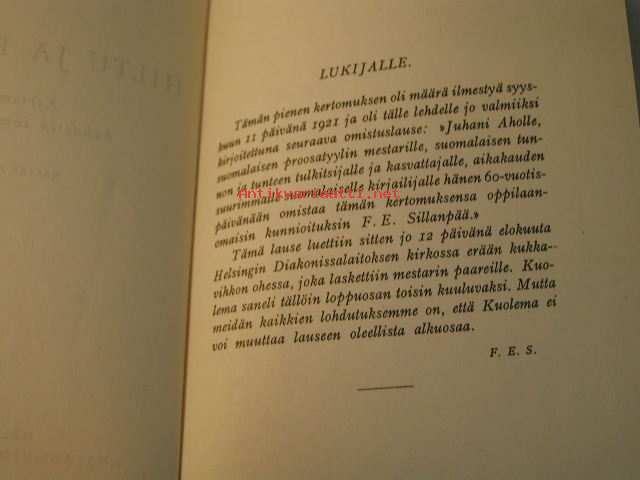 HILTU JA
LUKIJALLE.
Tämän pienen kertomuksen oli määrä ilmestyä syys-
kuun 11 päivänä 1921 ja oli tälle lehdelle jo valmiiksi
kirjoitettuna seuraava omistuslause: »Juhani Aholle,
suomalaisen proosatyylin mestarille, suomalaisen tun-
non ja tunteen tulkitsijalle ja kasvattajalle, aikakauden
suurimmalle suomalaiselle kirjailijalle hänen 60-vuotis-
Antikvariaatti.net
päivänään omistaa tämän kertomuksensa oppilaan-
omaisin kunnioituksin F. E. Sillanpää.»
Tämä lause luettiin sitten jo 12 päivänä elokuuta
Helsingin Diakonissalaitoksen kirkossa erään kukka-
vihkon ohessa, joka laskettiin mestarin paareille. Kuo-
lema saneli tällöin loppuosan toisin kuuluvaksi. Mutta
meidän kaikkien lohdutuksemme on, että Kuolema ei
voi muuttaa lauseen oleellista alkuosaa.
F. E. S.